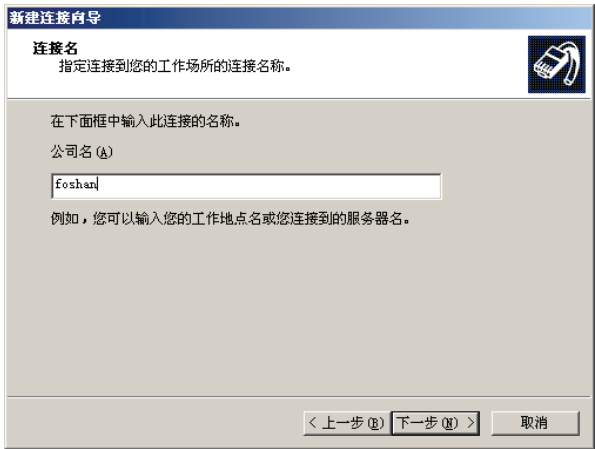 新建连接向导
连接名
指定连接到您的工作场所的连接名称。
在下面框中输入此连接的名称。
公司名(A)
foshan
例如，您可以输入您的工作地点名或您连接到的服务器名。
< 上一步(B) 下一步(N) > 取消